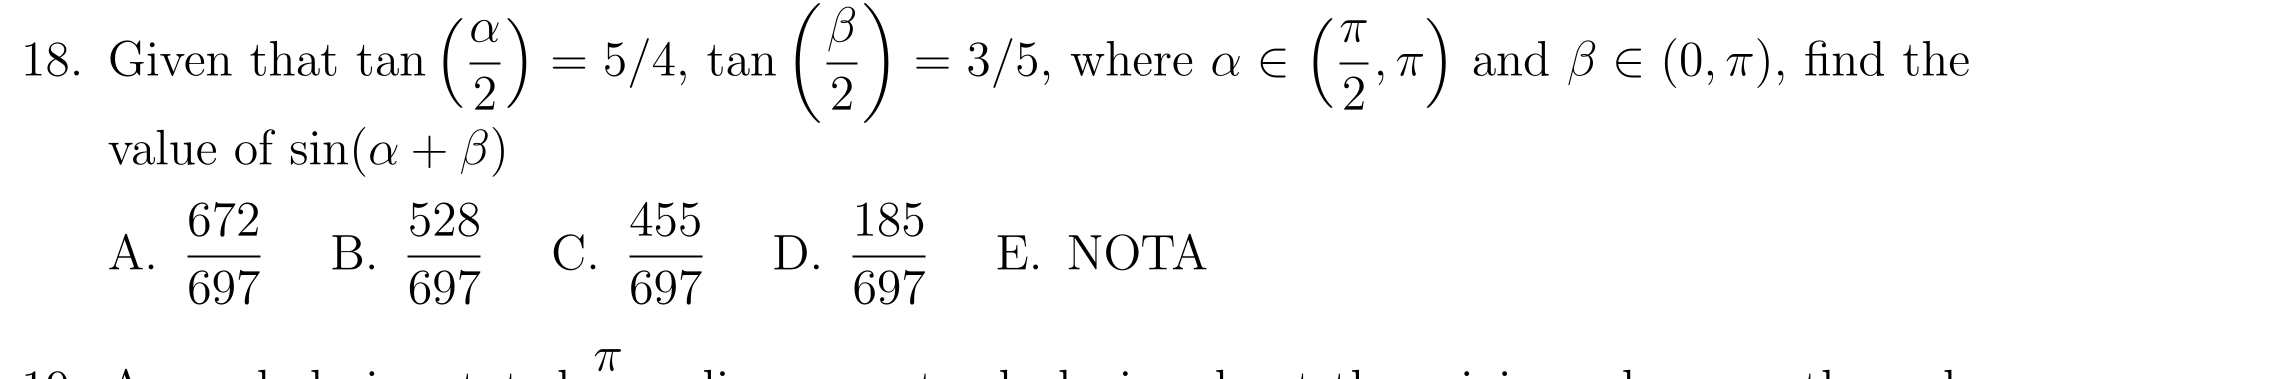 18. Given that tan(α/2) = 5/4, tan(β/2) = 3/5, where α ∈ (π/2, π) and β ∈ (0, π), find the
value of sin(α + β)
A. 672/697 B. 528/697 C. 455/697 D. 185/697 E. NOTA
π